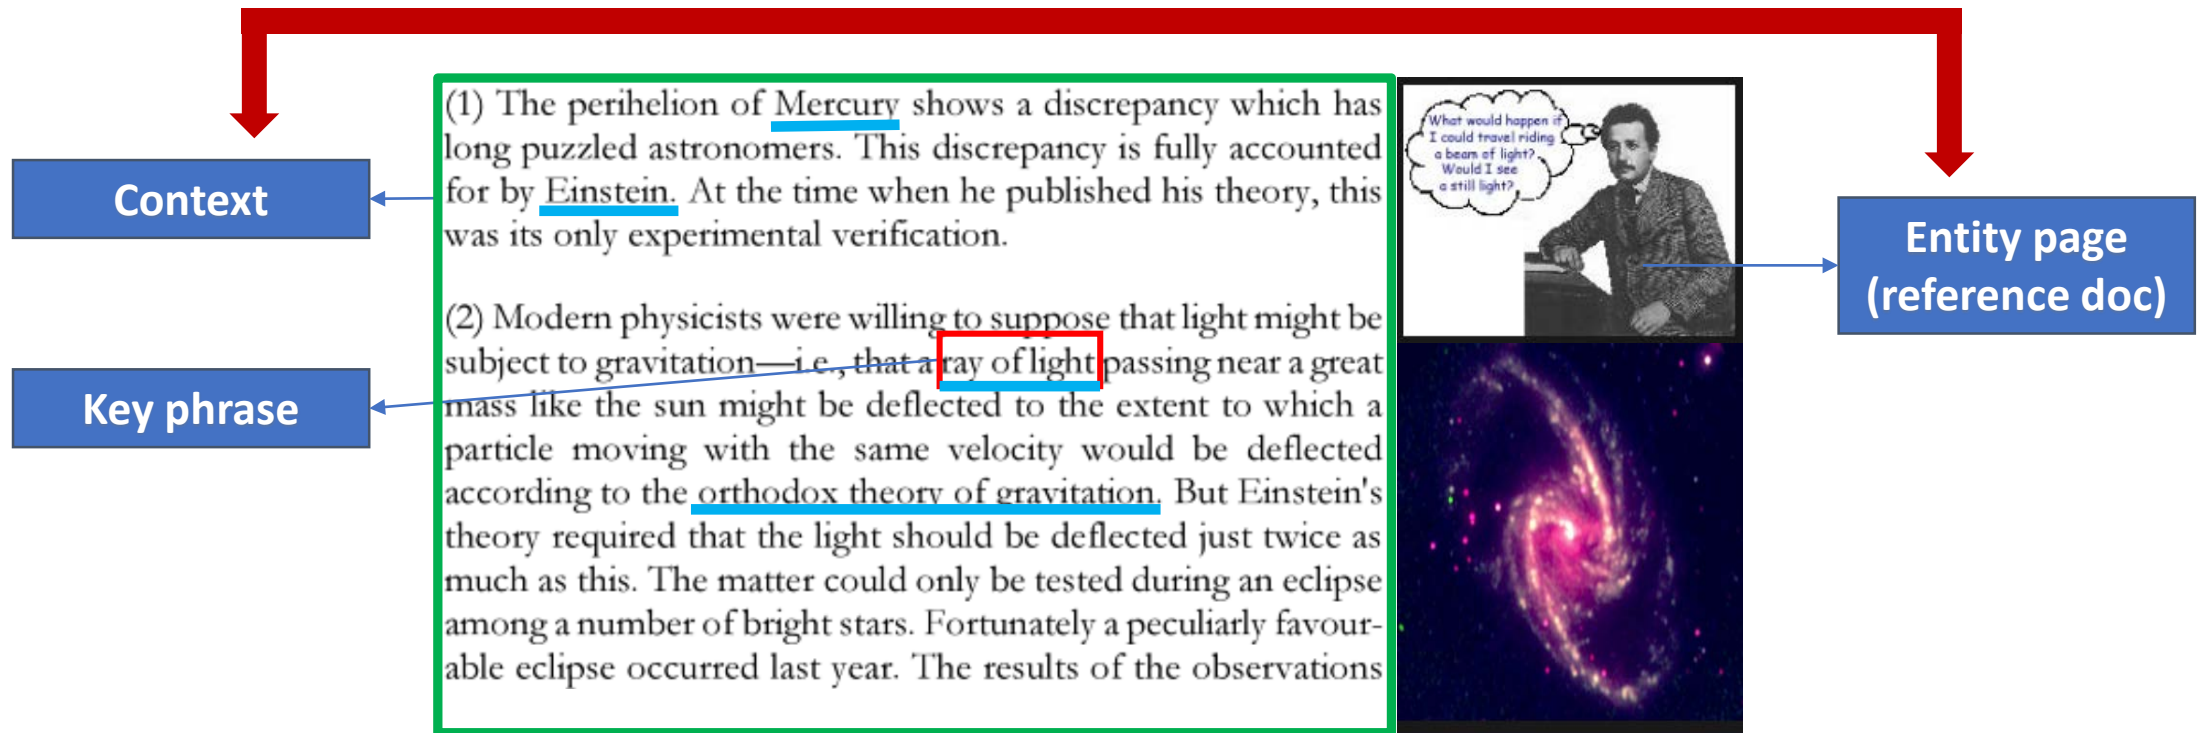 Context
Key phrase
(1) The perihelion of Mercury shows a discrepancy which has
long puzzled astronomers. This discrepancy is fully accounted
for by Einstein. At the time when he published his theory, this
was its only experimental verification.
(2) Modern physicists were willing to suppose that light might be
subject to gravitation—i.e., that a ray of light passing near a great
mass like the sun might be deflected to the extent to which a
particle moving with the same velocity would be deflected
according to the orthodox theory of gravitation. But Einstein's
theory required that the light should be deflected just twice as
much as this. The matter could only be tested during an eclipse
among a number of bright stars. Fortunately a peculiarly favour-
able eclipse occurred last year. The results of the observations
What would happen if
I could travel riding
a beam of light?
Would I see
a still light?
Entity page
(reference doc)